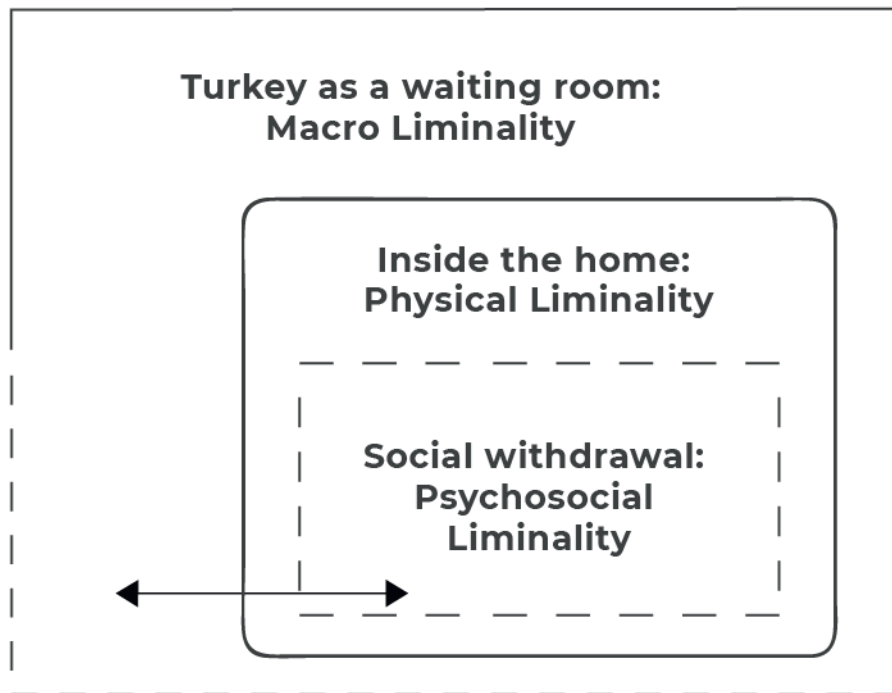 Turkey as a waiting room:
Macro Liminality
Inside the home:
Physical Liminality
Social withdrawal:
Psychosocial
Liminality